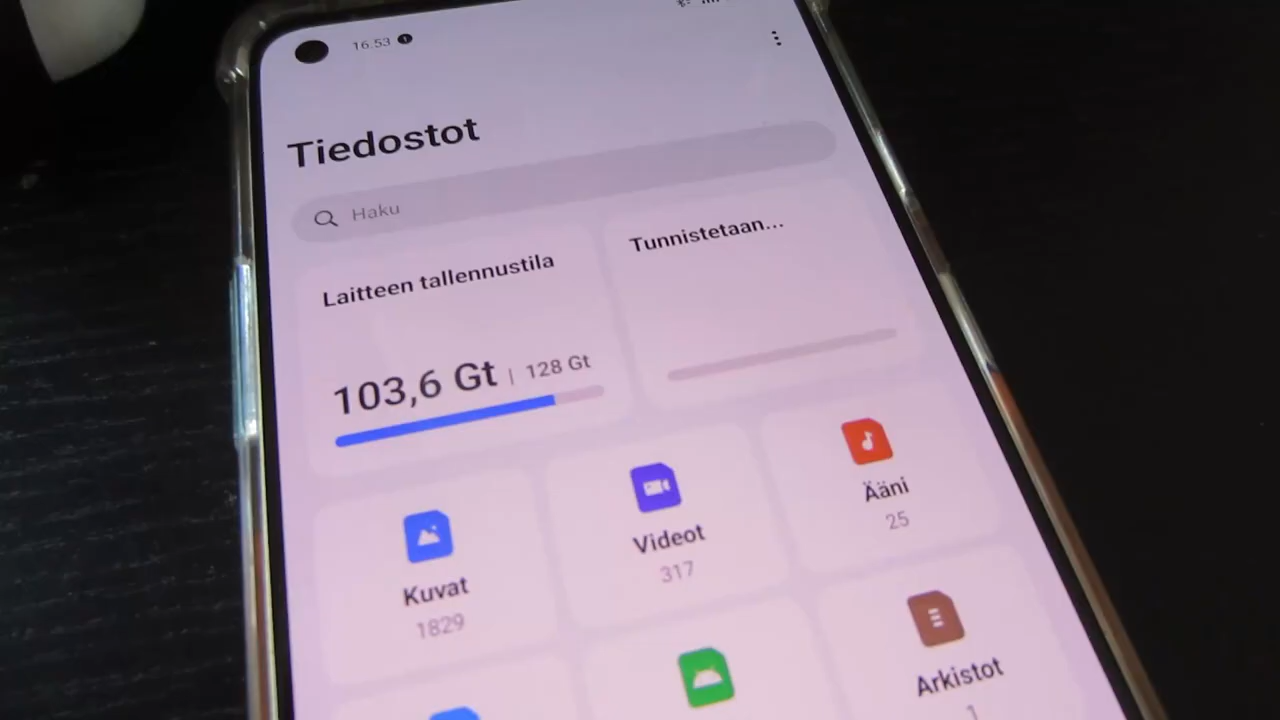 16.53
Tiedostot
Haku
Laitteen tallennustila
Tunnistetaan...
103,6 Gt | 128 Gt
Kuvat
1829
Videot
317
Ääni
25
Arkistot
1